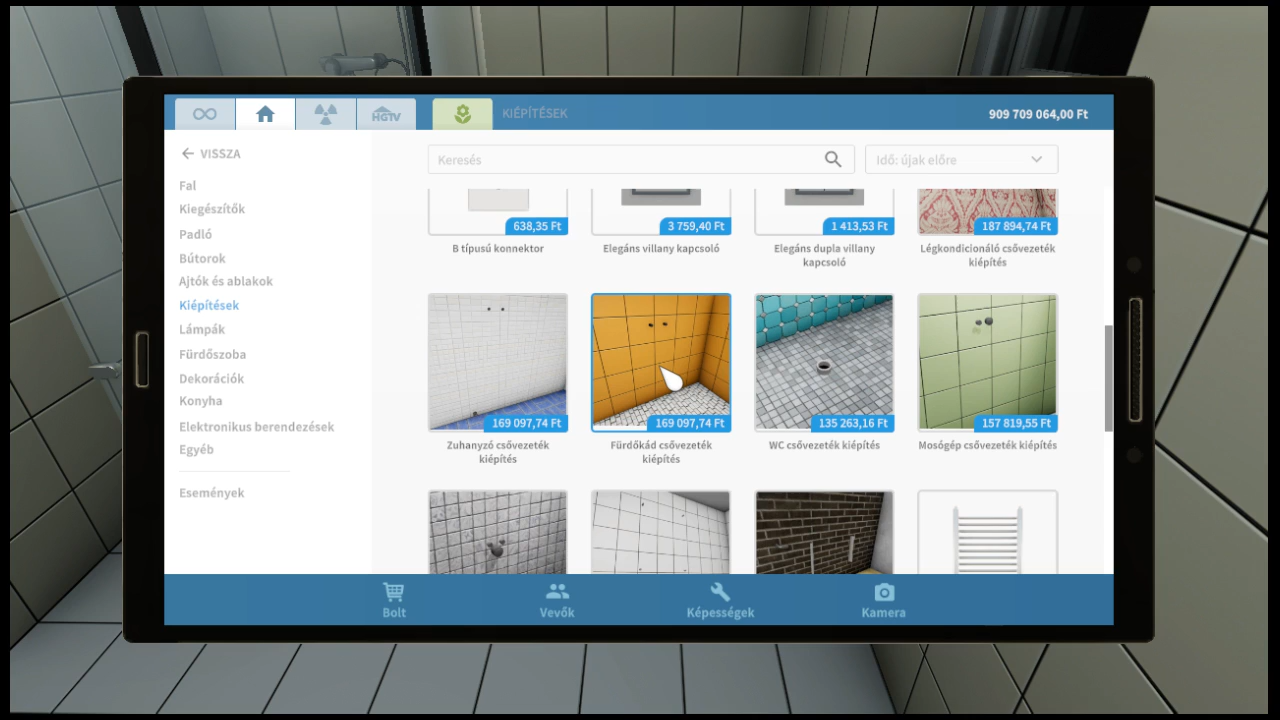 HGTV
KIÉPÍTÉSEK
909 709 064,00 Ft
VISSZA
Fal
Kiegészítők
Padló
Bútorok
Ajtók és ablakok
Kiépítések
Lámpák
Fürdőszoba
Dekorációk
Konyha
Elektronikus berendezések
Egyéb
Események
Keresés
Idő: újak előre
638,35 Ft
3 759,40 Ft
1 413,53 Ft
187 894,74 Ft
B típusú konnektor
Elegáns villany kapcsoló
Elegáns dupla villany
kapcsoló
Légkondicionáló csővezeték
kiépítés
169 097,74 Ft
169 097,74 Ft
135 263,16 Ft
157 819,55 Ft
Zuhanyzó csővezeték
kiépítés
Fürdőkád csővezeték
kiépítés
WC csővezeték kiépítés
Mosógép csővezeték kiépítés
Bolt
Vevők
Képességek
Kamera